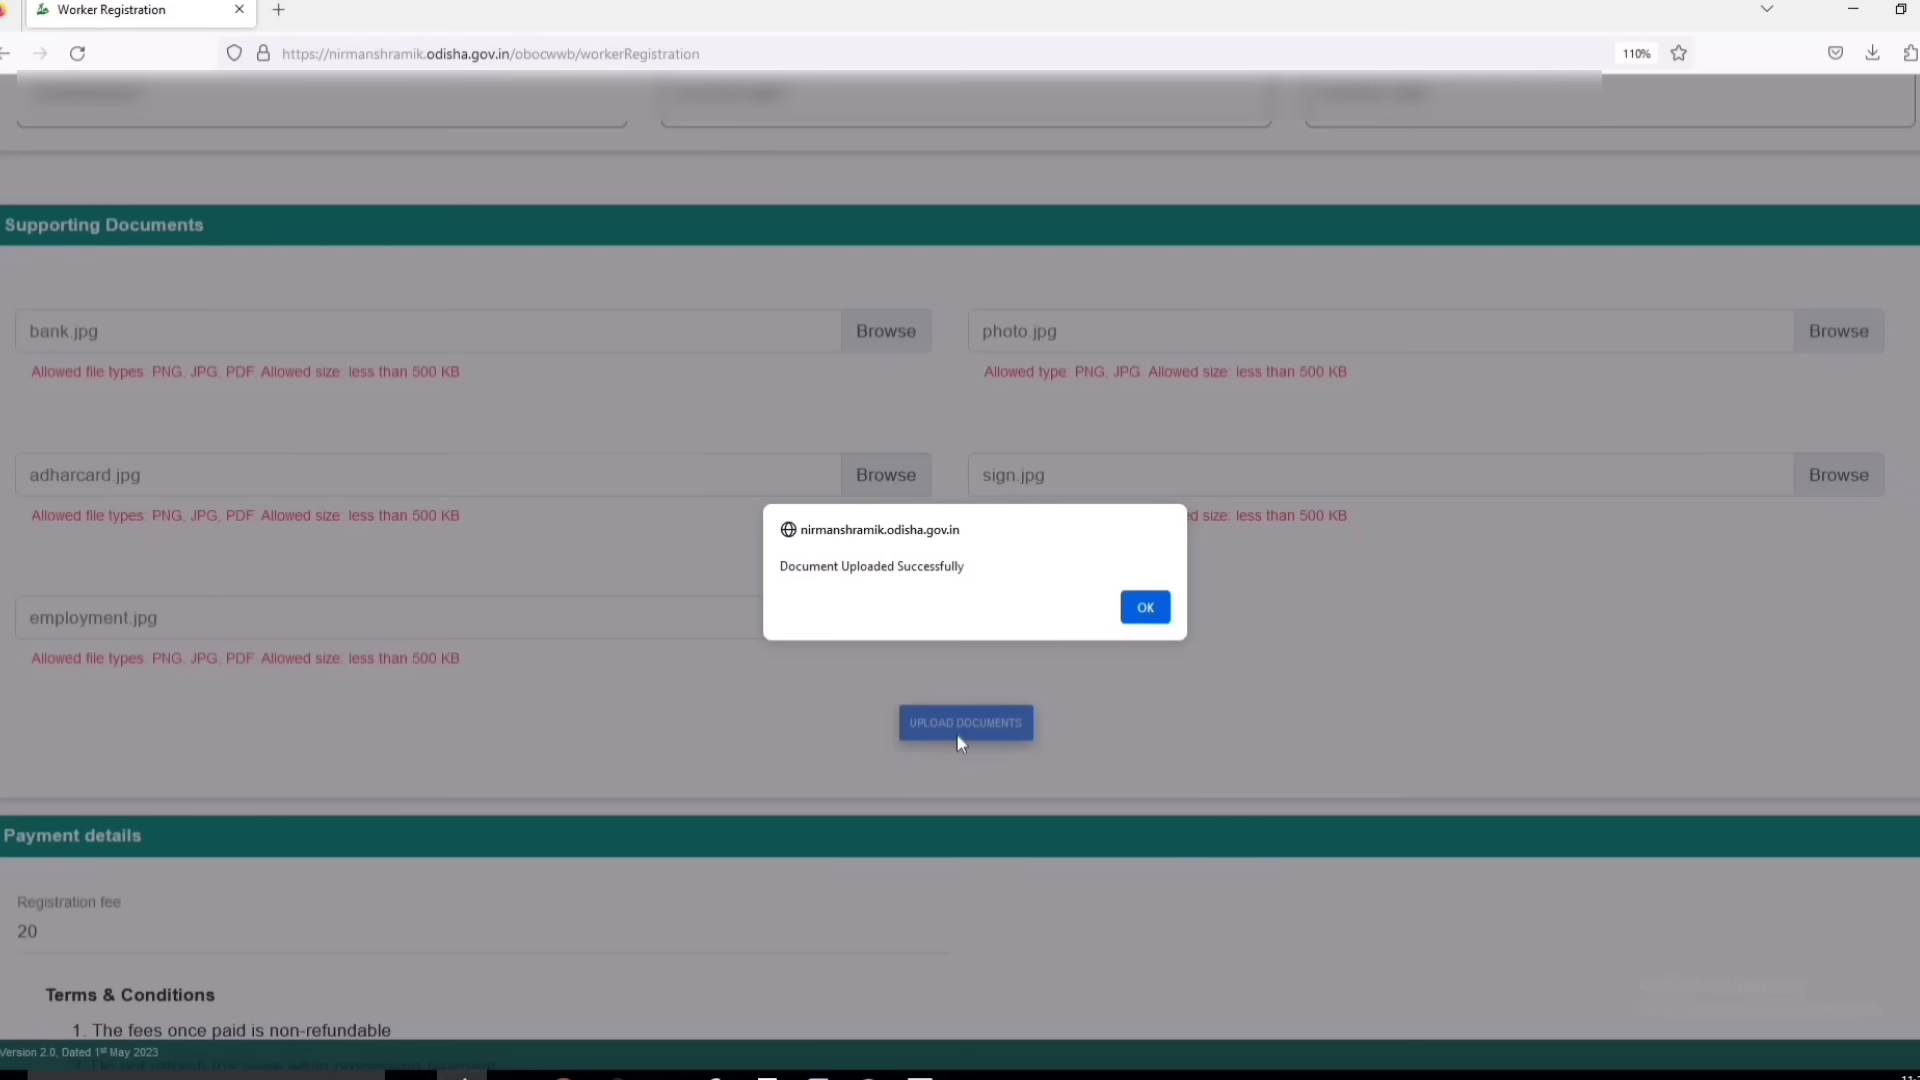 Worker Registration
https://nirmanshramik.odisha.gov.in/obocwwb/workerRegistration
110%
Supporting Documents
bank.jpg
Browse
photo.jpg
Browse
Allowed file types: PNG, JPG, PDF. Allowed size: less than 500 KB
Allowed type: PNG, JPG. Allowed size: less than 500 KB
adharcard.jpg
Browse
sign.jpg
Browse
Allowed file types: PNG, JPG, PDF. Allowed size: less than 500 KB
size: less than 500 KB
nirmanshramik.odisha.gov.in
Document Uploaded Successfully
OK
employment.jpg
Allowed file types: PNG, JPG, PDF. Allowed size: less than 500 KB
UPLOAD DOCUMENTS
Payment details
Registration fee
20
Terms & Conditions
1. The fees once paid is non-refundable
Version 2.0, Dated 1st May 2023